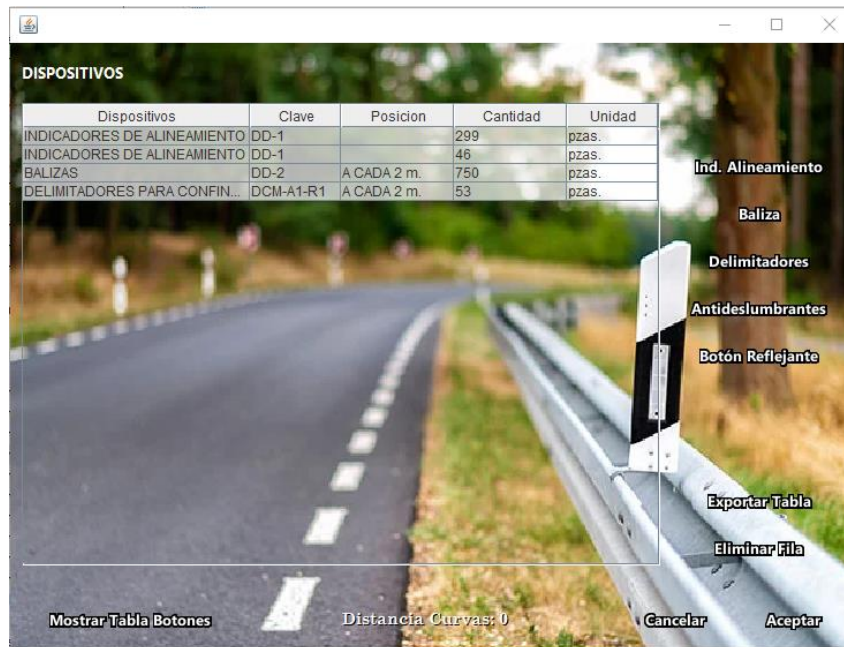 DISPOSITIVOS
Dispositivos Clave Posicion Cantidad Unidad
INDICADORES DE ALINEAMIENTO DD-1 299 pzas.
INDICADORES DE ALINEAMIENTO DD-1 46 pzas.
BALIZAS DD-2 A CADA 2 m. 750 pzas.
DELIMITADORES PARA CONFIN... DCM-A1-R1 A CADA 2 m. 53 pzas.
Ind. Alineamiento
Baliza
Delimitadores
Antideslumbrantes
Botón Reflejante
Exportar Tabla
Eliminar Fila
Mostrar Tabla Botones Distancia Curvas: 0 Cancelar Aceptar